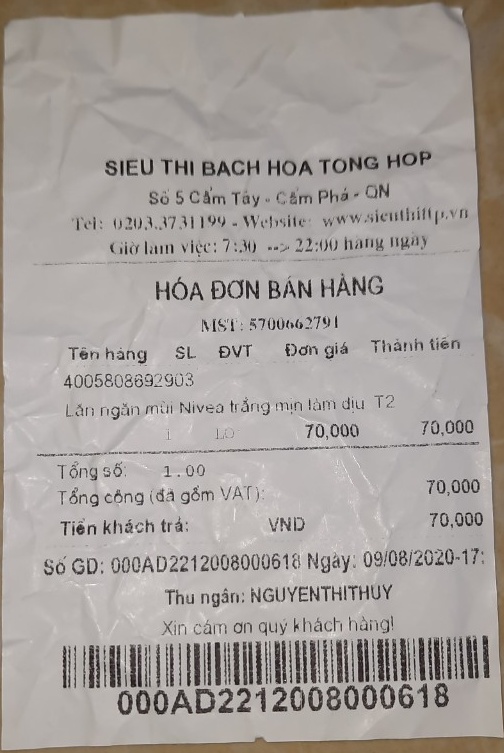 SIEU THI BACH HOA TONG HOP
Số 5 Cẩm Tây - Cẩm Phả - QN
Tel: 0203.3731199 - Website: www.sieuthittp.vn
Giờ làm việc: 7:30 --> 22:00 hàng ngày
HÓA ĐƠN BÁN HÀNG
MST: 5700662791
Tên hàng SL ĐVT Đơn giá Thành tiền
4005808692903
Lăn ngăn mùi Nivea trắng mịn làm dịu T2
1 LO 70,000 70,000
Tổng số: 1.00
Tổng cộng (đã gồm VAT): 70,000
Tiền khách trả: VND 70,000
Số GD: 000AD2212008000618 Ngày: 09/08/2020-17:
Thu ngân: NGUYENTHITHUY
Xin cám ơn quý khách hàng!
000AD2212008000618